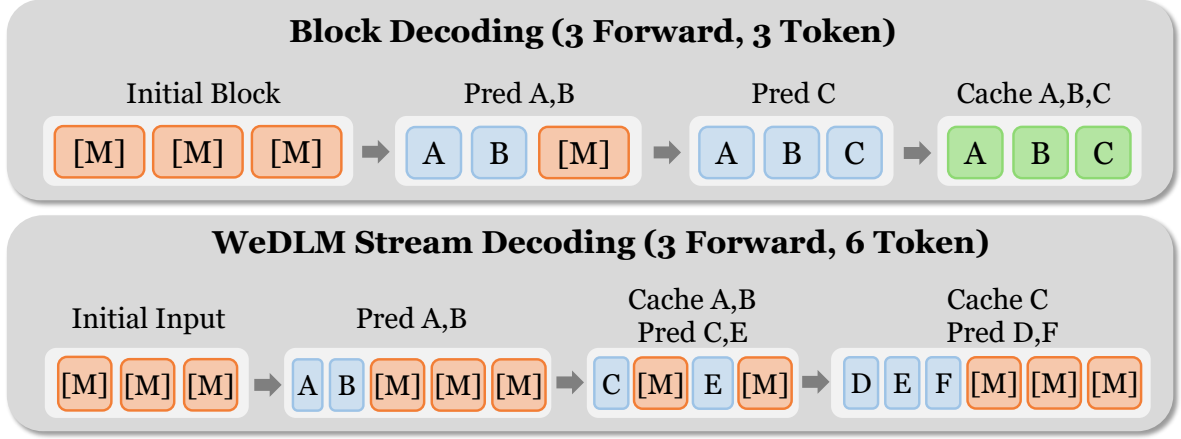 Block Decoding (3 Forward, 3 Token)
Initial Block
Pred A,B
Pred C
Cache A,B,C
[M] [M] [M]
A B [M]
A B C
A B C
WeDLM Stream Decoding (3 Forward, 6 Token)
Initial Input
Pred A,B
Cache A,B
Pred C,E
Cache C
Pred D,F
[M] [M] [M]
A B [M] [M] [M]
C [M] E [M]
D E F [M] [M] [M]